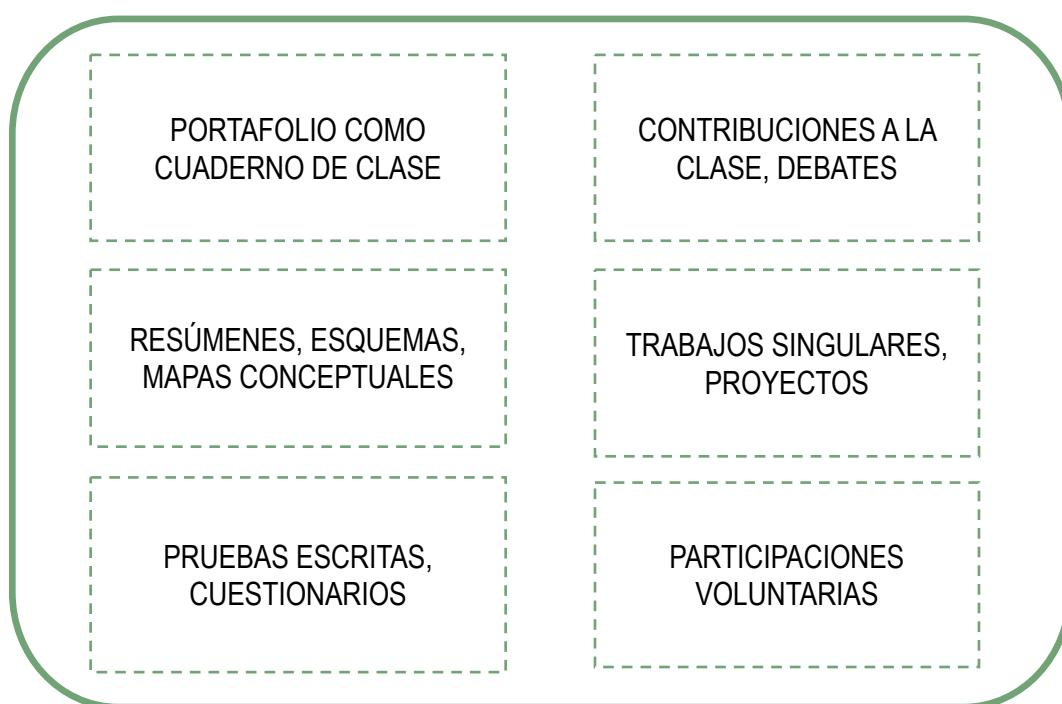 PORTAFOLIO COMO
CUADERNO DE CLASE
CONTRIBUCIONES A LA
CLASE, DEBATES
RESÚMENES, ESQUEMAS,
MAPAS CONCEPTUALES
TRABAJOS SINGULARES,
PROYECTOS
PRUEBAS ESCRITAS,
CUESTIONARIOS
PARTICIPACIONES
VOLUNTARIAS